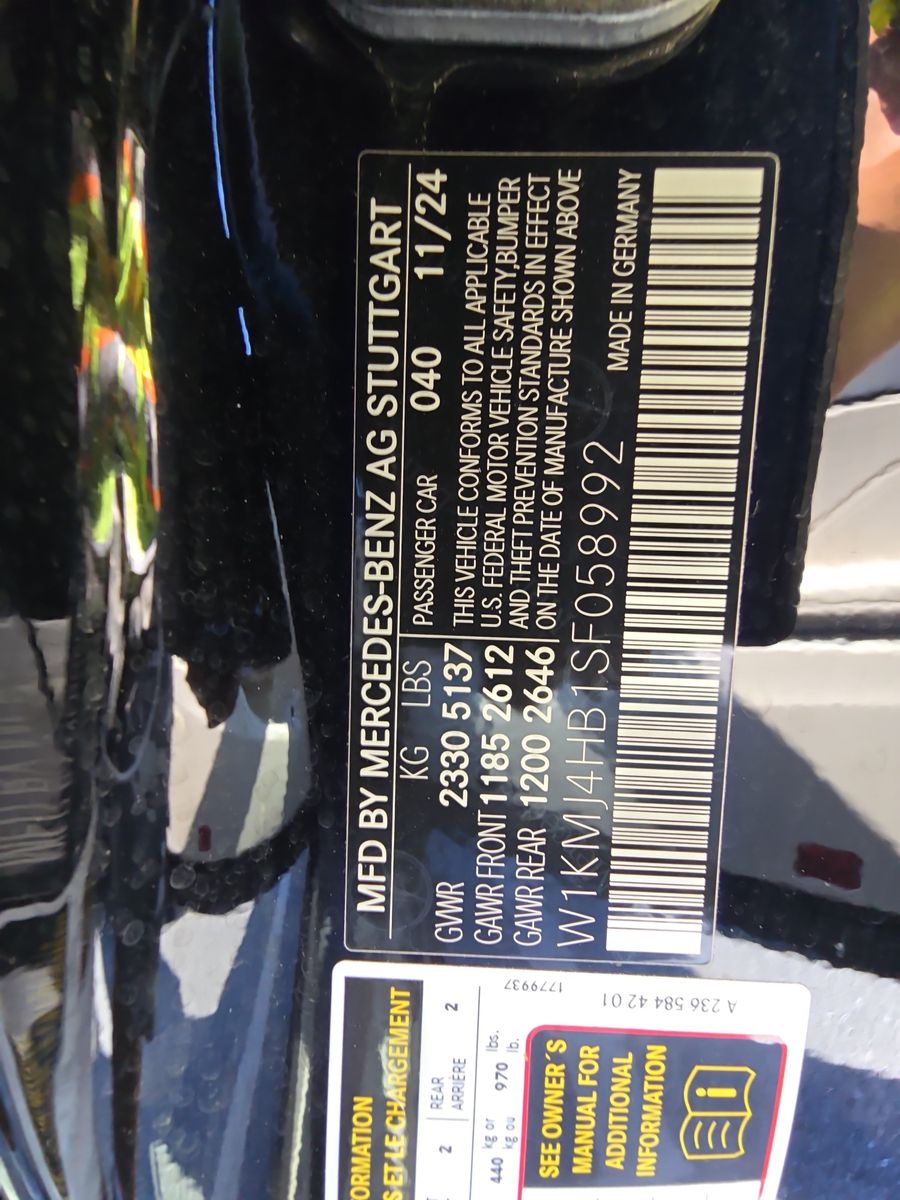 MFD BY MERCEDES-BENZ AG STUTTGART
KG LBS PASSENGER CAR 040 11/24
GVWR 2330 5137
GAWR FRONT 1185 2612
GAWR REAR 1200 2646
THIS VEHICLE CONFORMS TO ALL APPLICABLE
U.S. FEDERAL MOTOR VEHICLE SAFETY,BUMPER
AND THEFT PREVENTION STANDARDS IN EFFECT
ON THE DATE OF MANUFACTURE SHOWN ABOVE
W1KMJ4HB1SF058992 MADE IN GERMANY
ET LE CHARGEMENT
2 REAR 2
ARRIERE
440 kg or 970 lbs.
kg ou lb.
SEE OWNER´S
MANUAL FOR
ADDITIONAL
INFORMATION
1779937
A 236 584 42 01